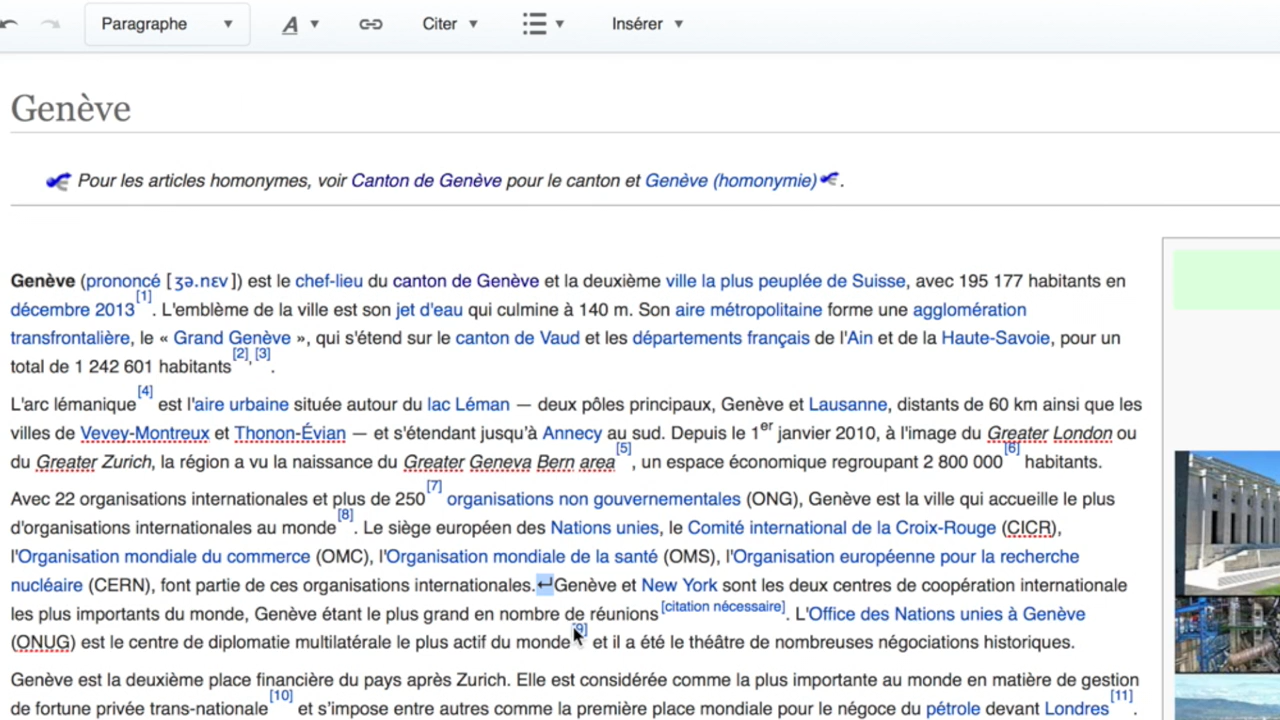 Paragraphe A Citer Insérer
Genève
Pour les articles homonymes, voir Canton de Genève pour le canton et Genève (homonymie) .
Genève (prononcé [ʒə.nɛv]) est le chef-lieu du canton de Genève et la deuxième ville la plus peuplée de Suisse, avec 195 177 habitants en
décembre 2013[1]. L'emblème de la ville est son jet d'eau qui culmine à 140 m. Son aire métropolitaine forme une agglomération
transfrontalière, le « Grand Genève », qui s'étend sur le canton de Vaud et les départements français de l'Ain et de la Haute-Savoie, pour un
total de 1 242 601 habitants[2],[3].
L'arc lémanique[4] est l'aire urbaine située autour du lac Léman — deux pôles principaux, Genève et Lausanne, distants de 60 km ainsi que les
villes de Vevey-Montreux et Thonon-Évian — et s'étendant jusqu'à Annecy au sud. Depuis le 1er janvier 2010, à l'image du Greater London ou
du Greater Zurich, la région a vu la naissance du Greater Geneva Bern area[5], un espace économique regroupant 2 800 000[6] habitants.
Avec 22 organisations internationales et plus de 250[7] organisations non gouvernementales (ONG), Genève est la ville qui accueille le plus
d'organisations internationales au monde[8]. Le siège européen des Nations unies, le Comité international de la Croix-Rouge (CICR),
l'Organisation mondiale du commerce (OMC), l'Organisation mondiale de la santé (OMS), l'Organisation européenne pour la recherche
nucléaire (CERN), font partie de ces organisations internationales.↵Genève et New York sont les deux centres de coopération internationale
les plus importants du monde, Genève étant le plus grand en nombre de réunions[citation nécessaire]. L'Office des Nations unies à Genève
(ONUG) est le centre de diplomatie multilatérale le plus actif du monde[9] et il a été le théâtre de nombreuses négociations historiques.
Genève est la deuxième place financière du pays après Zurich. Elle est considérée comme la plus importante au monde en matière de gestion
de fortune privée trans-nationale[10] et s'impose entre autres comme la première place mondiale pour le négoce du pétrole devant Londres[11].